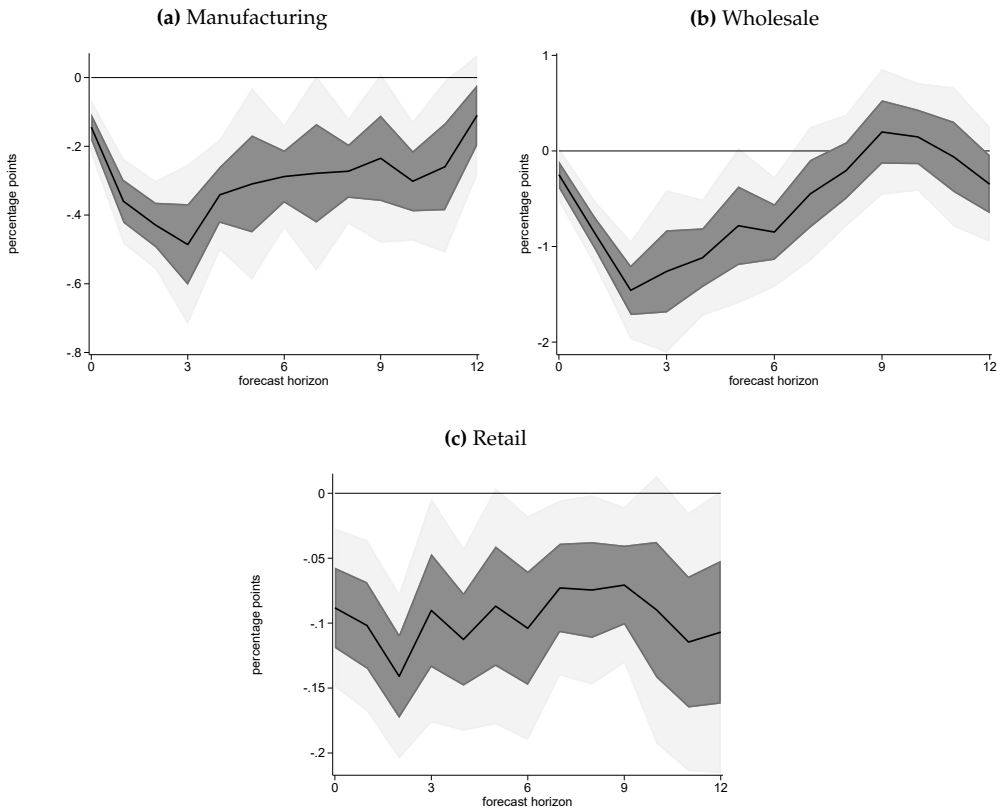 (a) Manufacturing
percentage points
0
-.2
-.4
-.6
-.8
0 3 6 9 12
forecast horizon
(b) Wholesale
percentage points
1
0
-1
-2
0 3 6 9 12
forecast horizon
(c) Retail
percentage points
0
-.05
-.1
-.15
-.2
0 3 6 9 12
forecast horizon